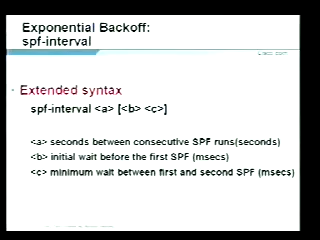 Exponential Backoff:
spf-interval
Extended syntax
spf-interval <a> [<b> <c>]
<a> seconds between consecutive SPF runs(seconds)
<b> initial wait before the first SPF (msecs)
<c> minimum wait between first and second SPF (msecs)